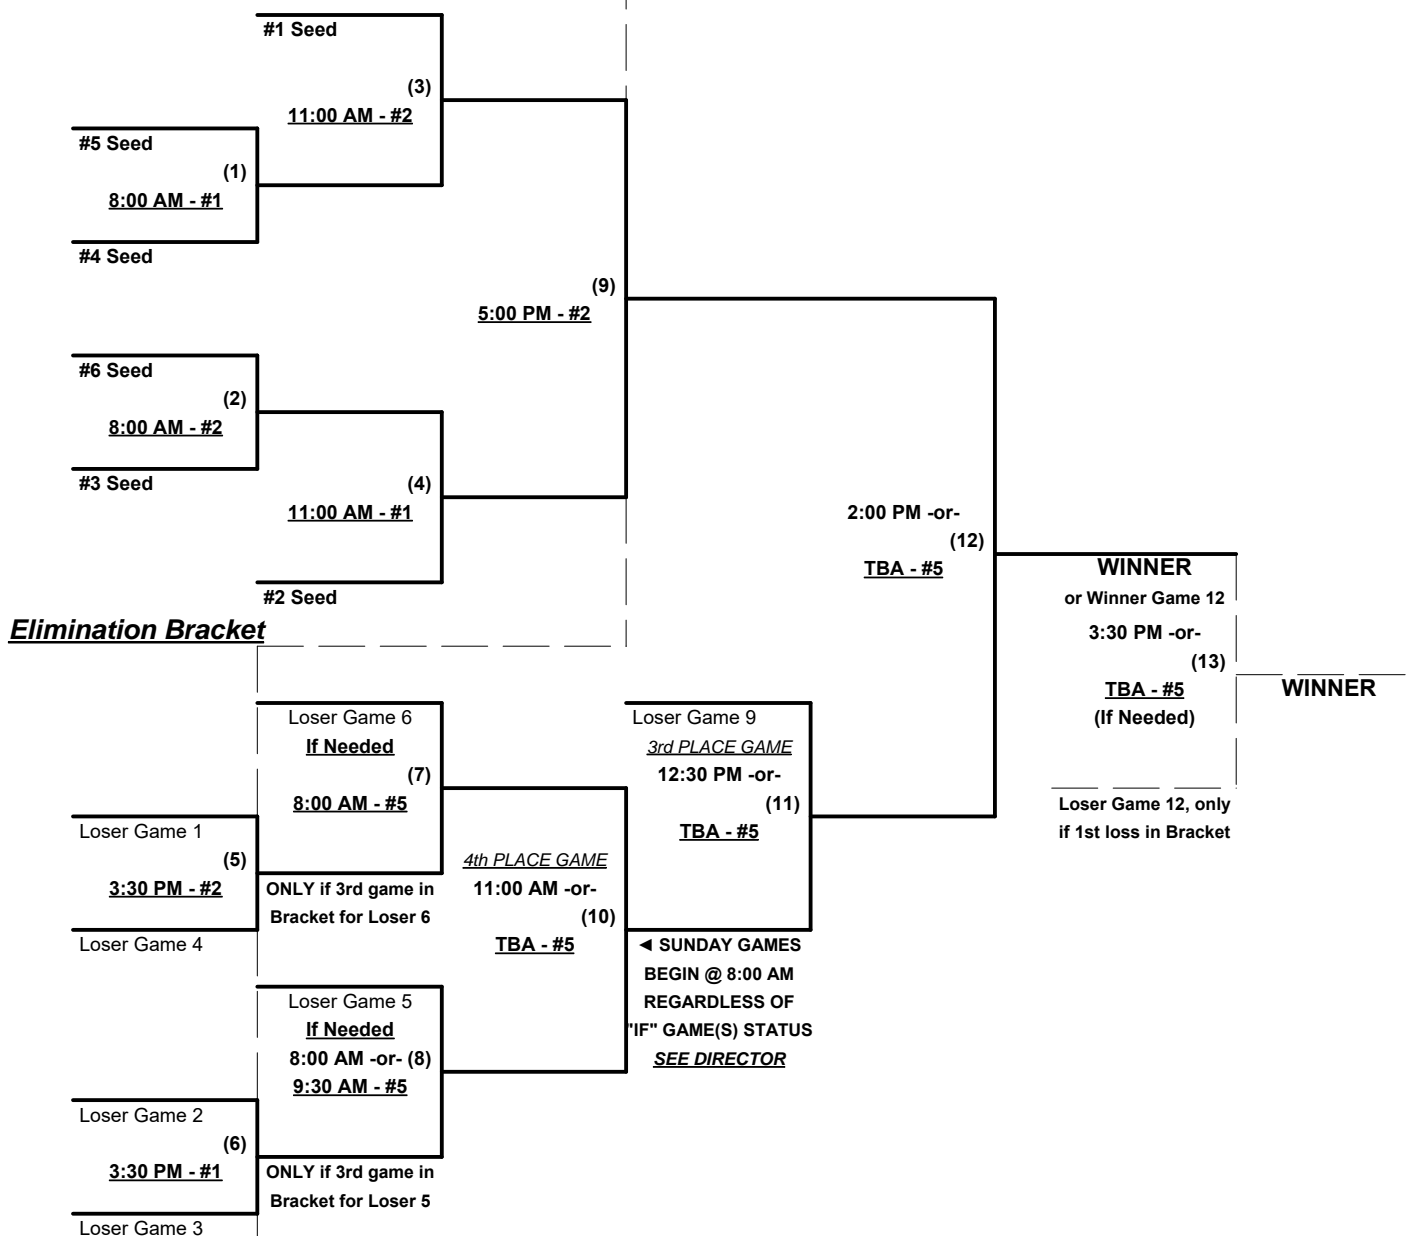 #1 Seed
(3)
11:00 AM - #2
#5 Seed
(1)
8:00 AM - #1
#4 Seed
(9)
5:00 PM - #2
#6 Seed
(2)
8:00 AM - #2
#3 Seed
(4)
11:00 AM - #1
#2 Seed
2:00 PM -or-
(12)
TBA - #5
WINNER
or Winner Game 12
3:30 PM -or-
(13)
TBA - #5
(If Needed)
WINNER
Loser Game 12, only
if 1st loss in Bracket
Elimination Bracket
Loser Game 6
If Needed
(7)
8:00 AM - #5
Loser Game 1
(5)
3:30 PM - #2
Loser Game 4
ONLY if 3rd game in
Bracket for Loser 6
4th PLACE GAME
11:00 AM -or-
(10)
TBA - #5
Loser Game 9
3rd PLACE GAME
12:30 PM -or-
(11)
TBA - #5
◄ SUNDAY GAMES
BEGIN @ 8:00 AM
REGARDLESS OF
"IF" GAME(S) STATUS
SEE DIRECTOR
Loser Game 5
If Needed
8:00 AM -or- (8)
9:30 AM - #5
Loser Game 2
(6)
3:30 PM - #1
Loser Game 3
ONLY if 3rd game in
Bracket for Loser 5